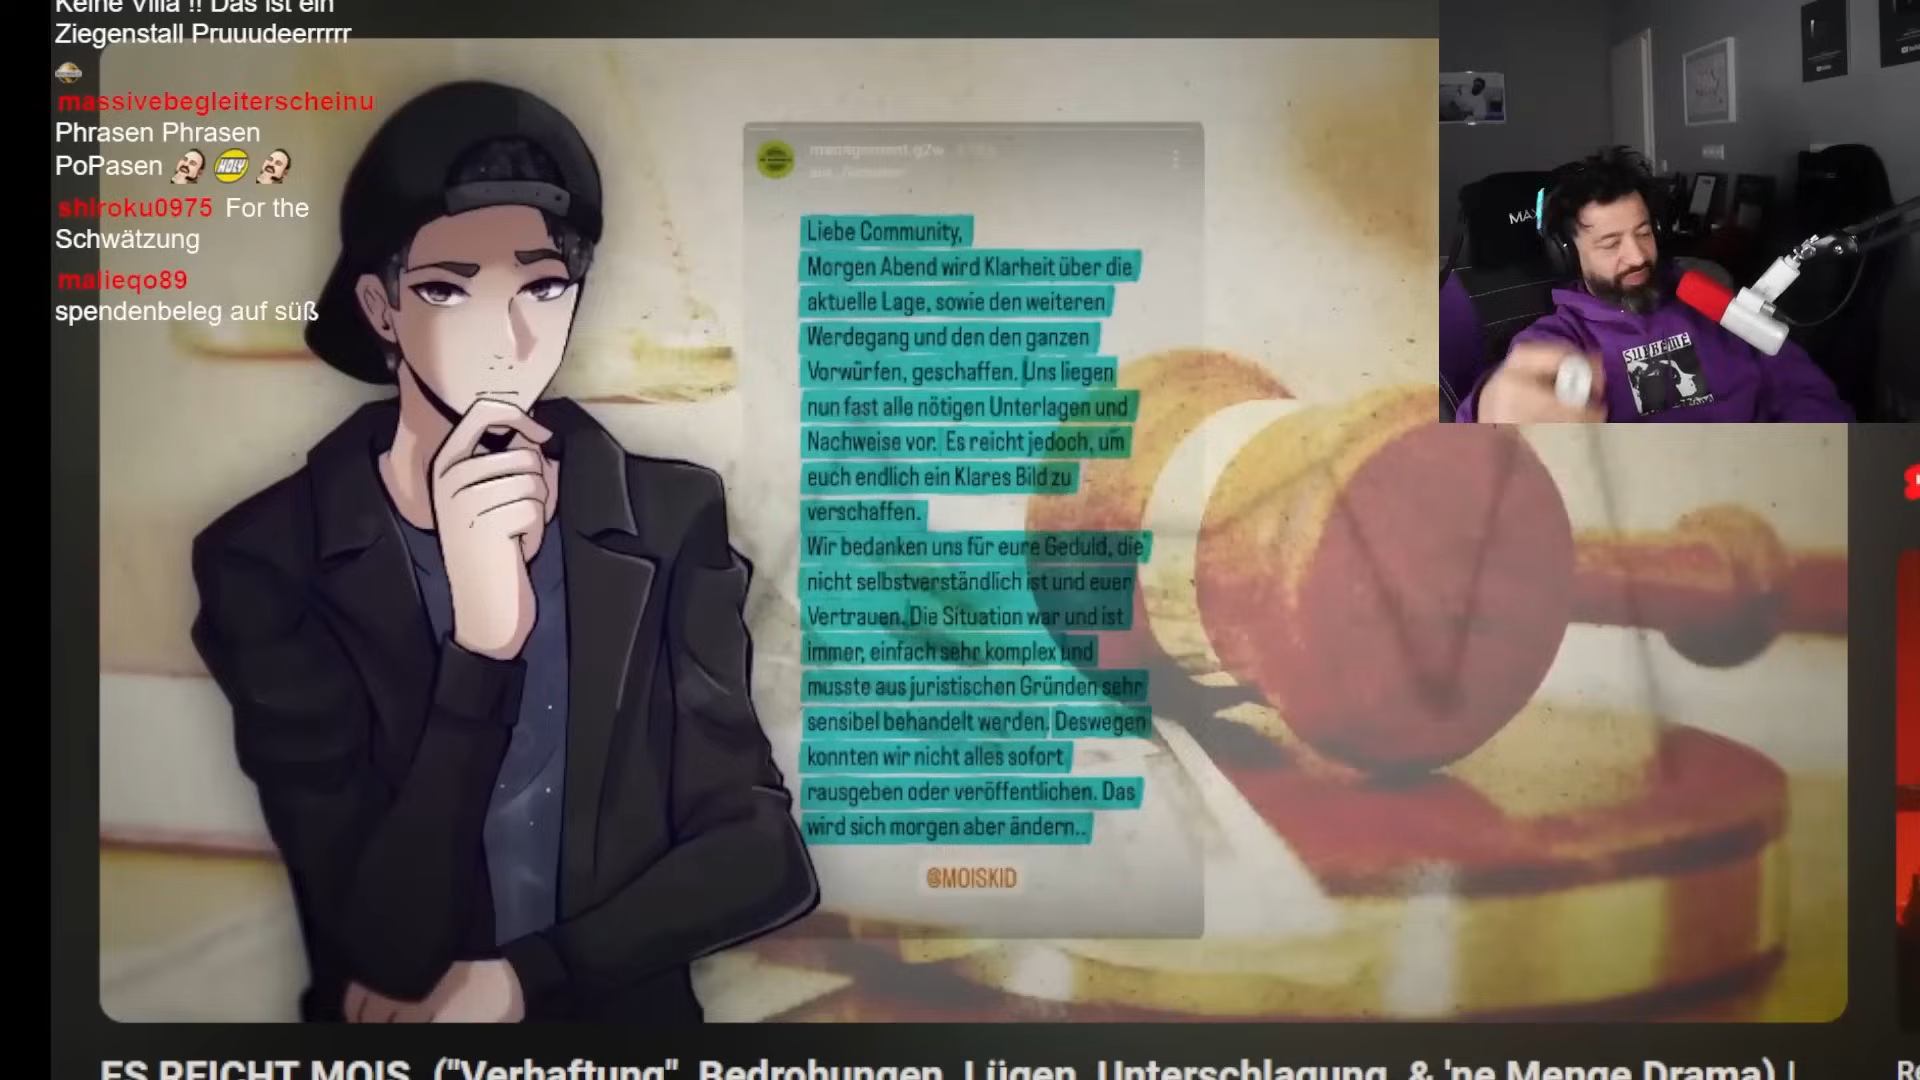 Keine Villa !! Das ist ein
Ziegenstall Pruuudeerrrrr
massivebegleiterscheinu
Phrasen Phrasen
PoPasen
HOLY
shiroku0975 For the
Schwätzung
malieqo89
spendenbeleg auf süß
management.g2w
Liebe Community,
Morgen Abend wird Klarheit über die
aktuelle Lage, sowie den weiteren
Werdegang und den den ganzen
Vorwürfen, geschaffen. Uns liegen
nun fast alle nötigen Unterlagen und
Nachweise vor. Es reicht jedoch, um
euch endlich ein Klares Bild zu
verschaffen.
Wir bedanken uns für eure Geduld, die
nicht selbstverständlich ist und euer
Vertrauen. Die Situation war und ist
immer, einfach sehr komplex und
musste aus juristischen Gründen sehr
sensibel behandelt werden. Deswegen
konnten wir nicht alles sofort
rausgeben oder veröffentlichen. Das
wird sich morgen aber ändern..
@MOISKID
SUPREME
ES REICHT MOIS. ("Verhaftung", Bedrohungen, Lügen, Unterschlagung, & 'ne Menge Drama) |